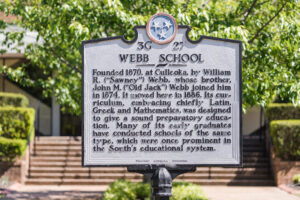 3G 27
WEBB SCHOOL
Founded 1870, at Culleoka, by William
R. ("Sawney") Webb, whose brother,
John M. ("Old Jack") Webb joined him
in 1874. It moved here in 1886. Its cur-
riculum, embracing chiefly Latin,
Greek and Mathematics, was designed
to give a sound preparatory educa-
tion. Many of its early graduates
have conducted schools of the same
type, which were once prominent in
the South's educational system.